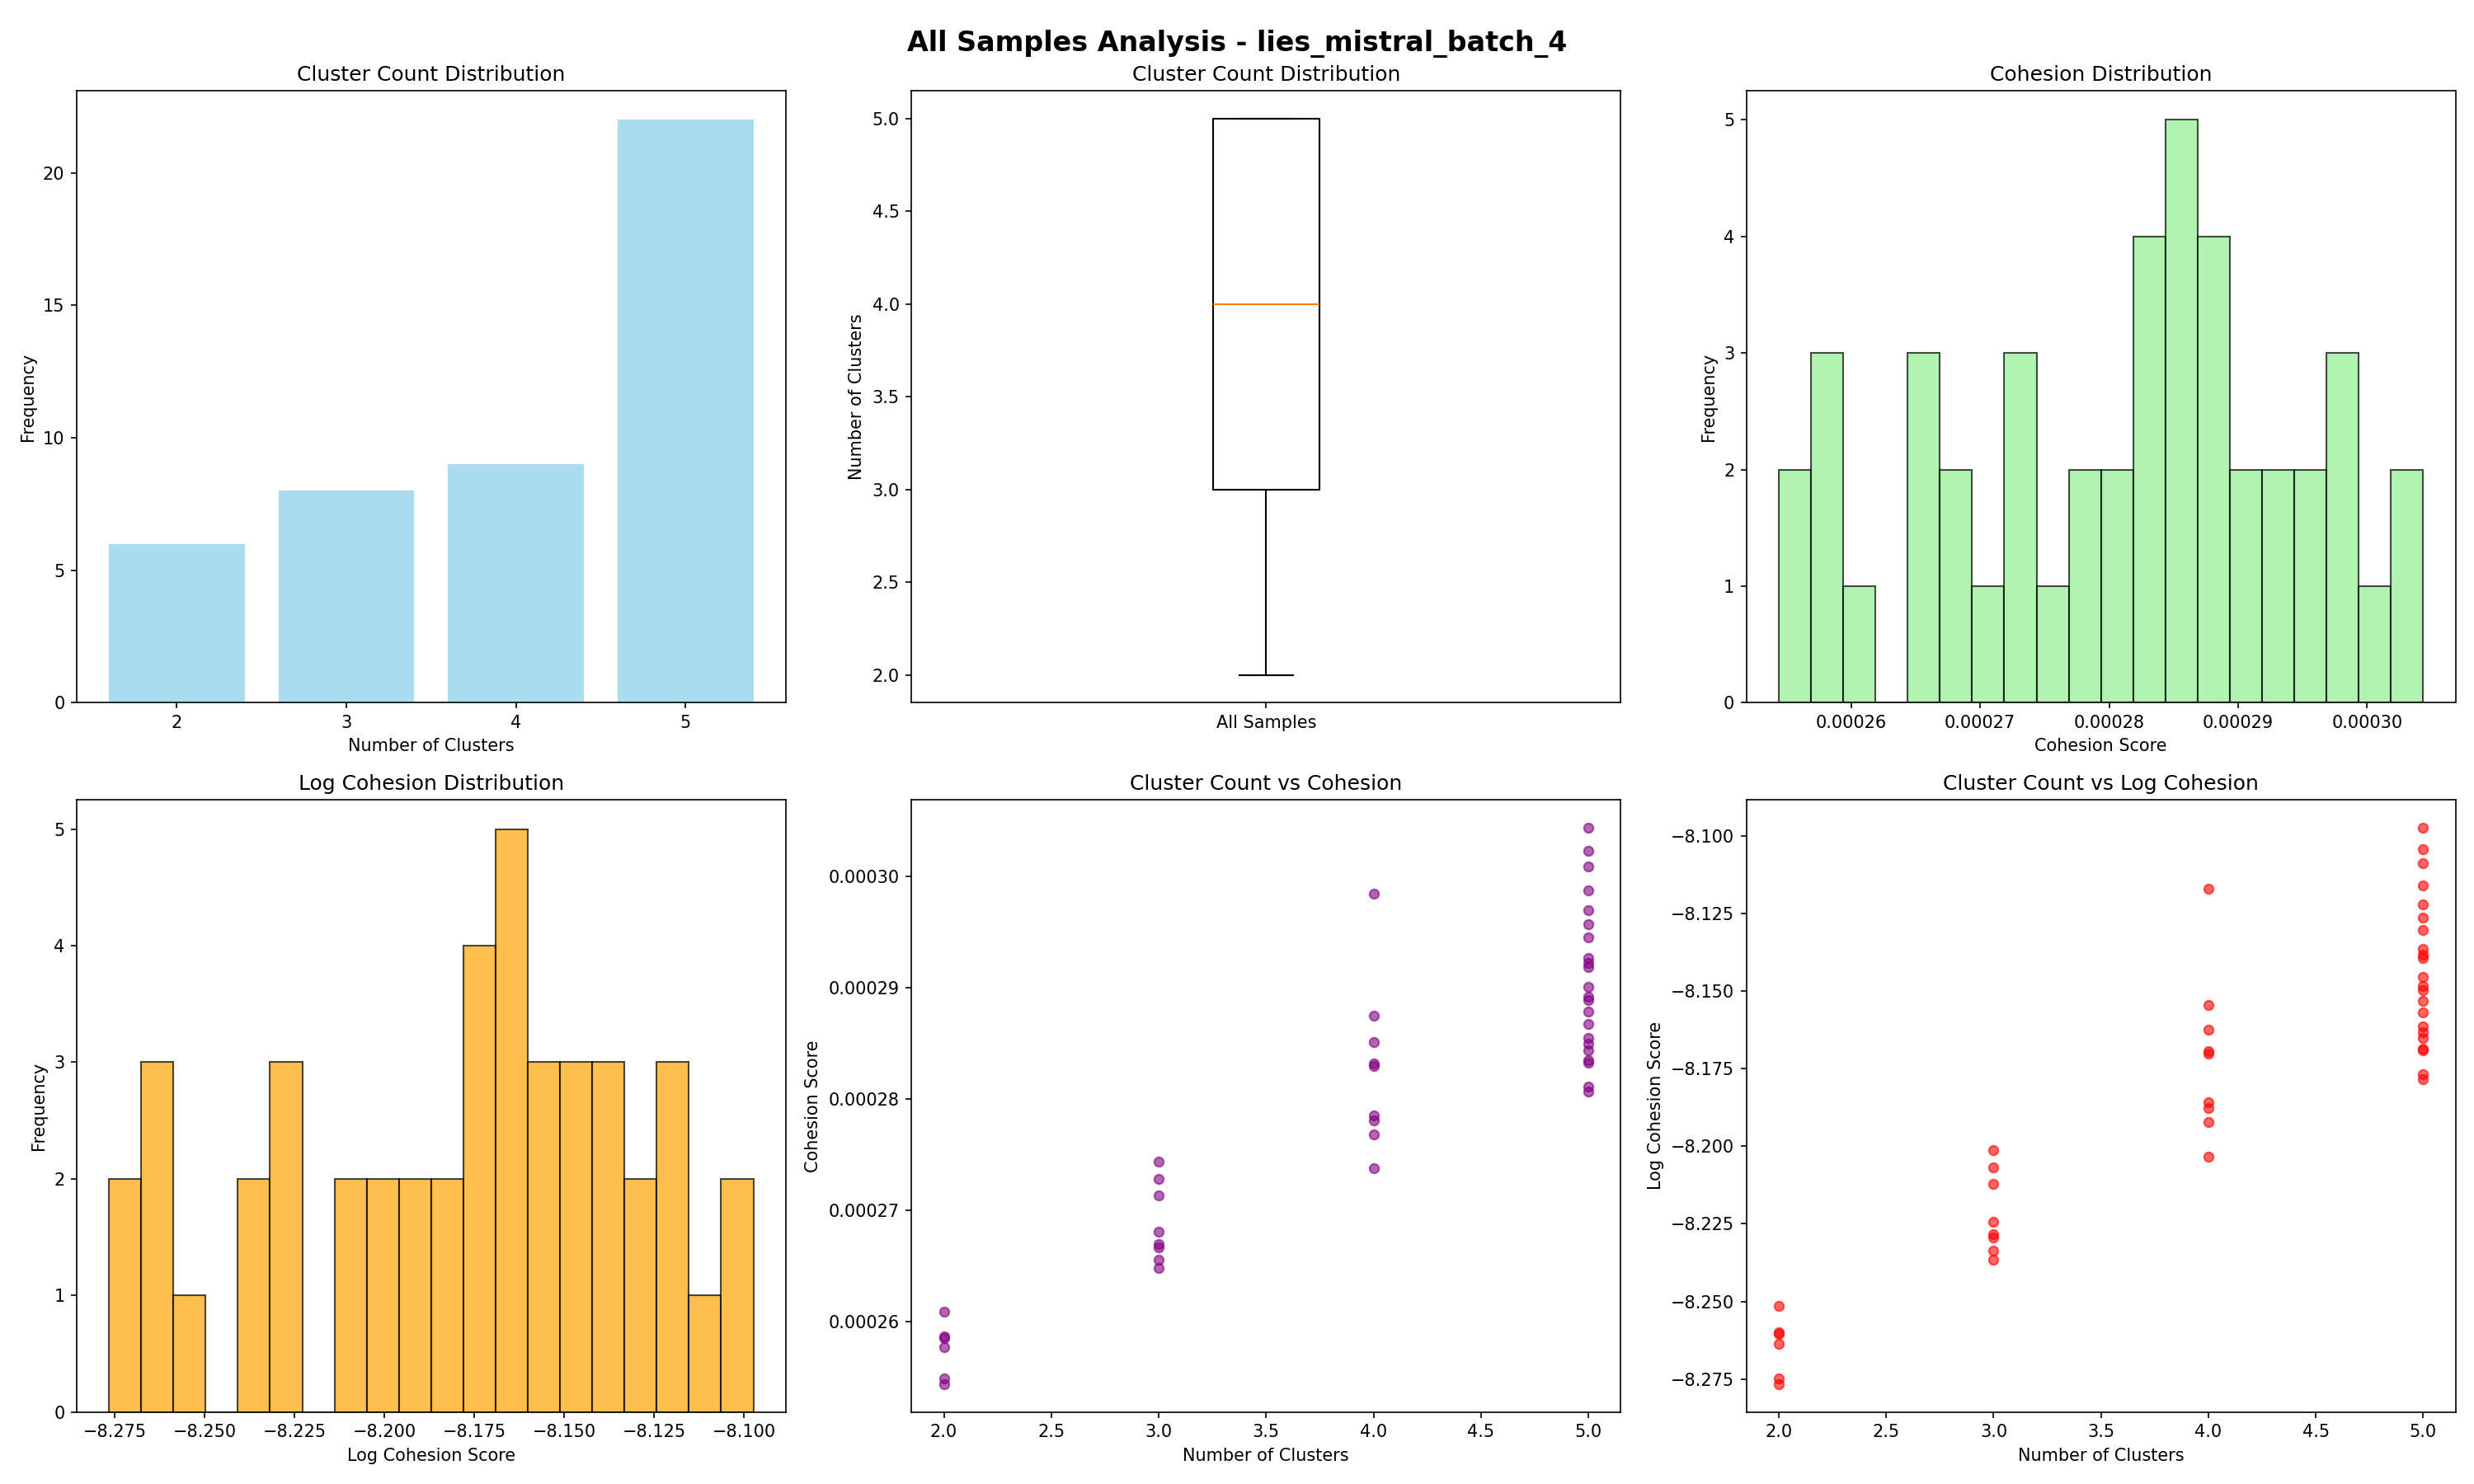 All Samples Analysis - lies_mistral_batch_4
Cluster Count Distribution
20
15
10
5
0
Frequency
2 3 4 5
Number of Clusters
Cluster Count Distribution
5.0
4.5
4.0
3.5
3.0
2.5
2.0
Number of Clusters
All Samples
Cohesion Distribution
5
4
3
2
1
0
Frequency
0.00026 0.00027 0.00028 0.00029 0.00030
Cohesion Score
Log Cohesion Distribution
5
4
3
2
1
0
Frequency
−8.275 −8.250 −8.225 −8.200 −8.175 −8.150 −8.125 −8.100
Log Cohesion Score
Cluster Count vs Cohesion
0.00030
0.00029
0.00028
0.00027
0.00026
Cohesion Score
2.0 2.5 3.0 3.5 4.0 4.5 5.0
Number of Clusters
Cluster Count vs Log Cohesion
−8.100
−8.125
−8.150
−8.175
−8.200
−8.225
−8.250
−8.275
Log Cohesion Score
2.0 2.5 3.0 3.5 4.0 4.5 5.0
Number of Clusters